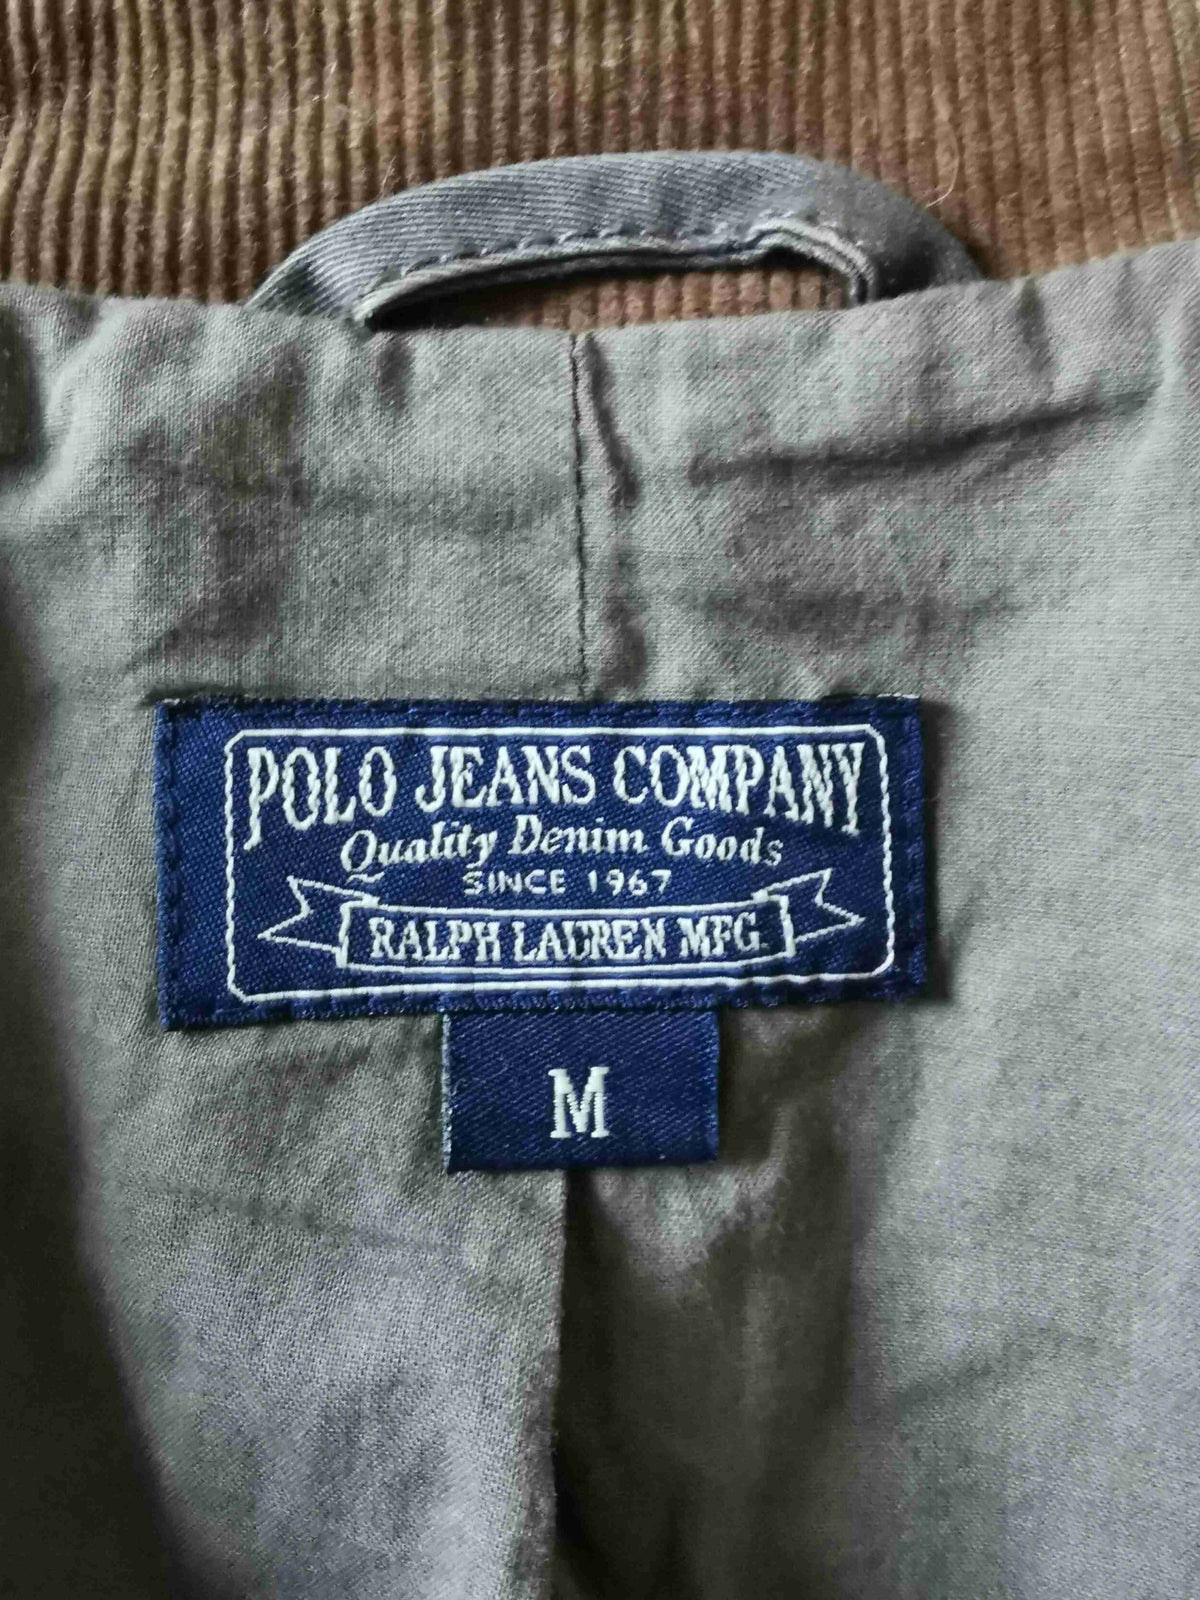 POLO JEANS COMPANY
Quality Denim Goods
SINCE 1967
RALPH LAUREN MFG.
M